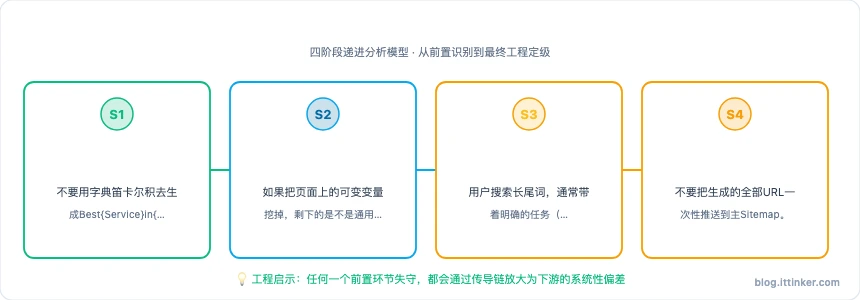 四阶段递进分析模型 · 从前置识别到最终工程定级
S1
不要用字典笛卡尔积去生
成Best{Service}in{...
S2
如果把页面上的可变变量
挖掉，剩下的是不是通用...
S3
用户搜索长尾词，通常带
着明确的任务（...
S4
不要把生成的全部URL一
次性推送到主Sitemap。
💡 工程启示：任何一个前置环节失守，都会通过传导链放大为下游的系统性偏差
blog.ittinker.com